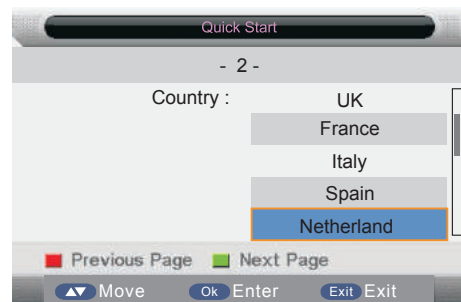 Quick Start
- 2 -
Country :
UK
France
Italy
Spain
Netherland
Previous Page Next Page
Move Ok Enter Exit Exit